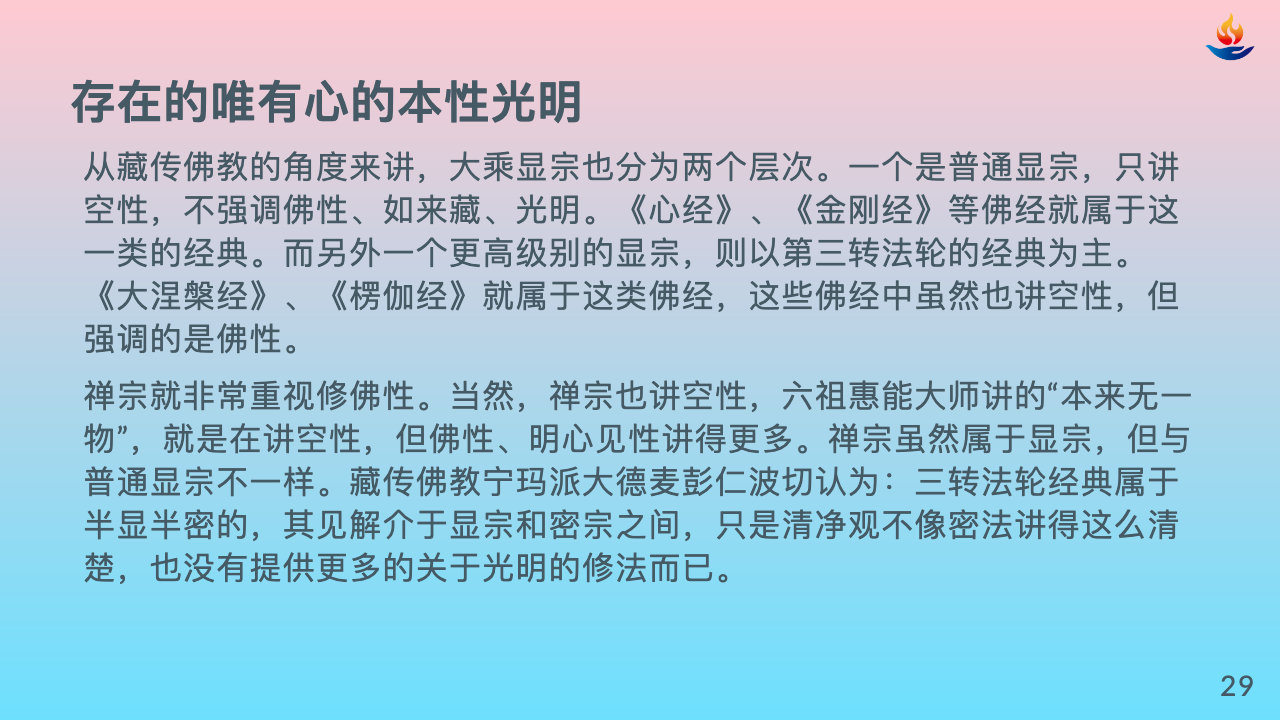 存在的唯有心的本性光明
从藏传佛教的角度来讲，大乘显宗也分为两个层次。一个是普通显宗，只讲
空性，不强调佛性、如来藏、光明。《心经》、《金刚经》等佛经就属于这
一类的经典。而另外一个更高级别的显宗，则以第三转法轮的经典为主。
《大涅槃经》、《楞伽经》就属于这类佛经，这些佛经中虽然也讲空性，但
强调的是佛性。
禅宗就非常重视修佛性。当然，禅宗也讲空性，六祖惠能大师讲的“本来无一
物”，就是在讲空性，但佛性、明心见性讲得更多。禅宗虽然属于显宗，但与
普通显宗不一样。藏传佛教宁玛派大德麦彭仁波切认为：三转法轮经典属于
半显半密的，其见解介于显宗和密宗之间，只是清净观不像密法讲得这么清
楚，也没有提供更多的关于光明的修法而已。
29